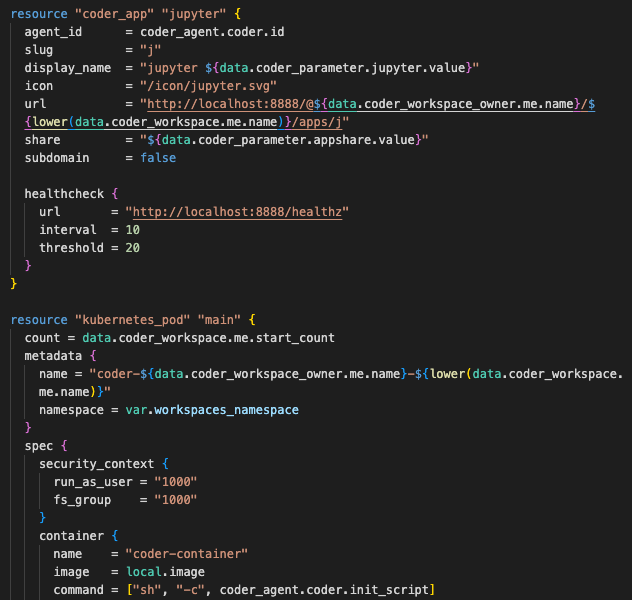 resource "coder_app" "jupyter" {
  agent_id      = coder_agent.coder.id
  slug          = "j"
  display_name  = "jupyter ${data.coder_parameter.jupyter.value}"
  icon          = "/icon/jupyter.svg"
  url           = "http://localhost:8888/@${data.coder_workspace_owner.me.name}/$
  {lower(data.coder_workspace.me.name)}/apps/j"
  share         = "${data.coder_parameter.appshare.value}"
  subdomain     = false

  healthcheck {
    url       = "http://localhost:8888/healthz"
    interval  = 10
    threshold = 20
  }
}

resource "kubernetes_pod" "main" {
  count = data.coder_workspace.me.start_count
  metadata {
    name = "coder-${data.coder_workspace_owner.me.name}-${lower(data.coder_workspace.
    me.name)}"
    namespace = var.workspaces_namespace
  }
  spec {
    security_context {
      run_as_user = "1000"
      fs_group    = "1000"
    }
    container {
      name    = "coder-container"
      image   = local.image
      command = ["sh", "-c", coder_agent.coder.init_script]